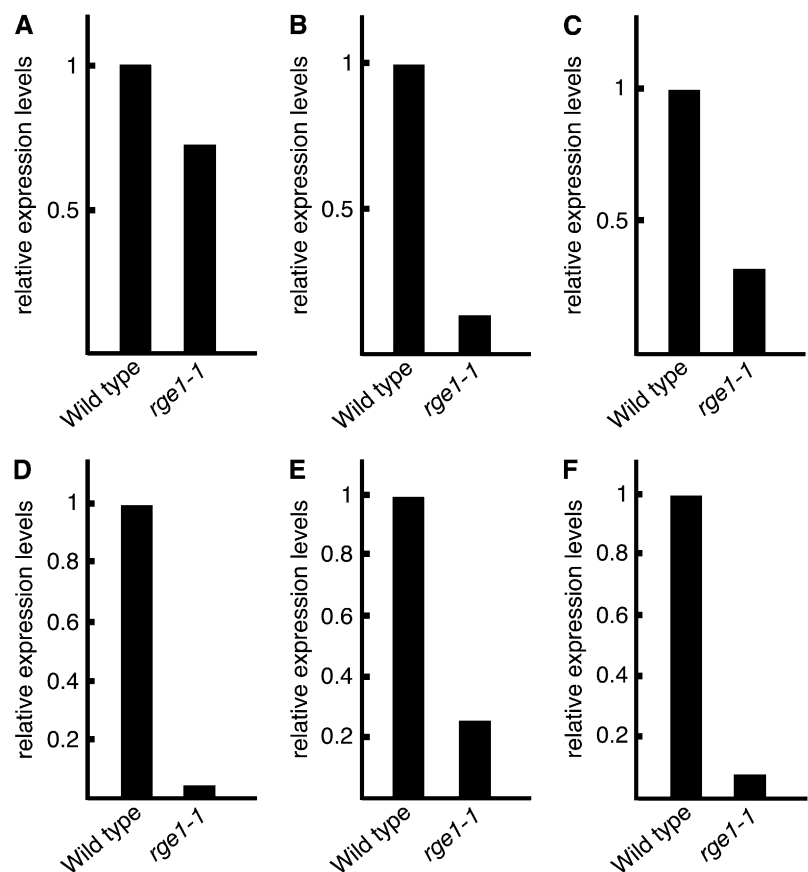 A
relative expression levels
1
0.5
Wild type
rge1-1
B
relative expression levels
1
0.5
Wild type
rge1-1
C
relative expression levels
1
0.5
Wild type
rge1-1
D
relative expression levels
1
0.8
0.6
0.4
0.2
Wild type
rge1-1
E
relative expression levels
1
0.8
0.6
0.4
0.2
Wild type
rge1-1
F
relative expression levels
1
0.8
0.6
0.4
0.2
Wild type
rge1-1